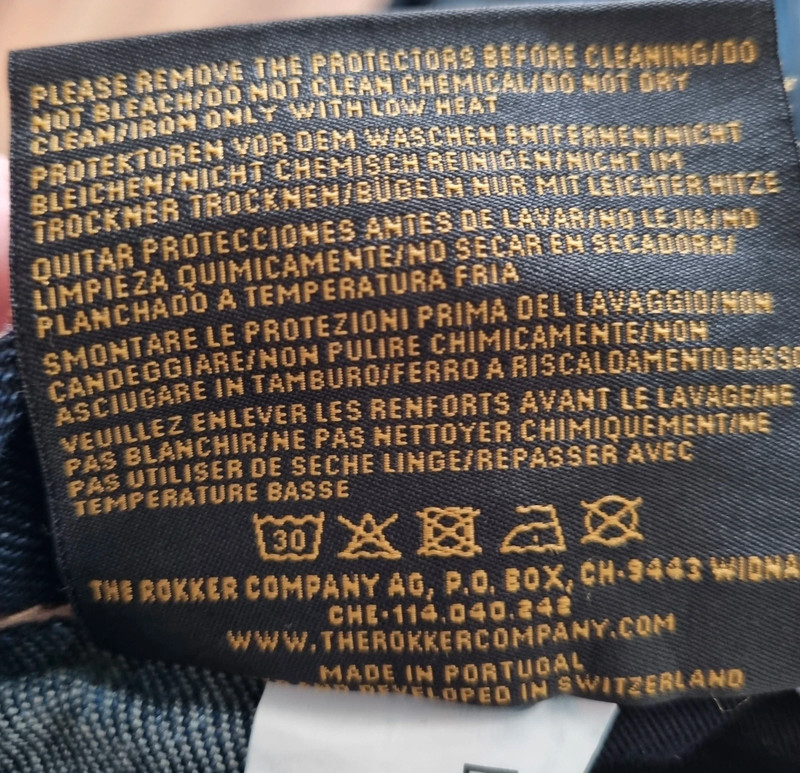 PLEASE REMOVE THE PROTECTORS BEFORE CLEANING/DO
NOT BLEACH/DO NOT CLEAN CHEMICAL/DO NOT DRY
CLEAN/IRON ONLY WITH LOW HEAT
PROTEKTOREN VOR DEM WASCHEN ENTFERNEN/NICHT
BLEICHEN/NICHT CHEMISCH REINIGEN/NICHT IM
TROCKNER TROCKNEN/BÜGELN NUR MIT LEICHTER HITZE
QUITAR PROTECCIONES ANTES DE LAVAR/NO LEJIA/NO
LIMPIEZA QUIMICAMENTE/NO SECAR EN SECADORA/
PLANCHADO A TEMPERATURA FRIA
SMONTARE LE PROTEZIONI PRIMA DEL LAVAGGIO/NON
CANDEGGIARE/NON PULIRE CHIMICAMENTE/NON
ASCIUGARE IN TAMBURO/FERRO A RISCALDAMENTO BASSO
VEUILLEZ ENLEVER LES RENFORTS AVANT LE LAVAGE/NE
PAS BLANCHIR/NE PAS NETTOYER CHIMIQUEMENT/NE
PAS UTILISER DE SECHE LINGE/REPASSER AVEC
TEMPERATURE BASSE
30
THE ROKKER COMPANY AG, P.O. BOX, CH-9443 WIDNA
CHE-114.040.242
WWW.THEROKKERCOMPANY.COM
MADE IN PORTUGAL
AND DEVELOPED IN SWITZERLAND